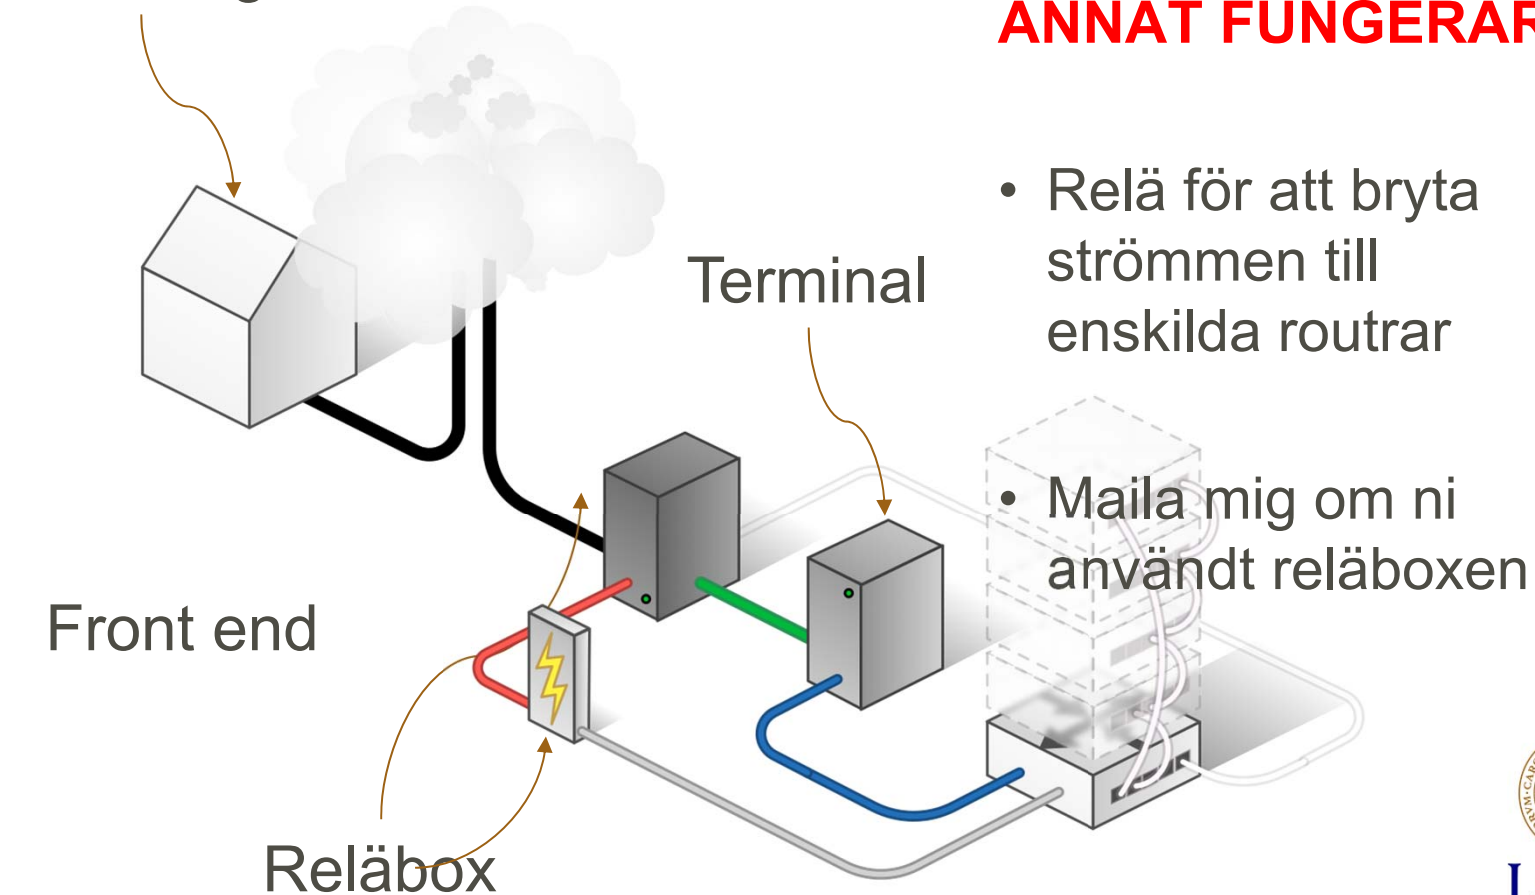 ANNAT FUNGERAR
• Relä för att bryta
strömmen till
enskilda routrar
Terminal
• Maila mig om ni
användt reläboxen
Front end
Reläbox